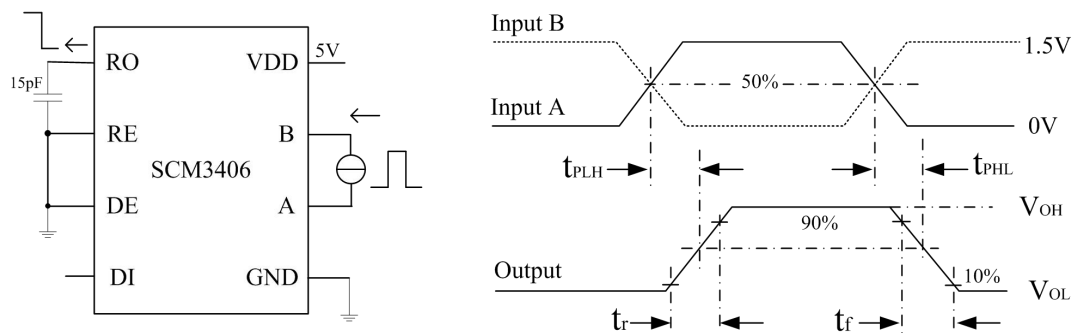 RO
VDD
5V
15pF
RE
B
SCM3406
DE
A
DI
GND
Input B
1.5V
50%
Input A
0V
tPLH
tPHL
VOH
90%
Output
10%
VOL
tr
tf